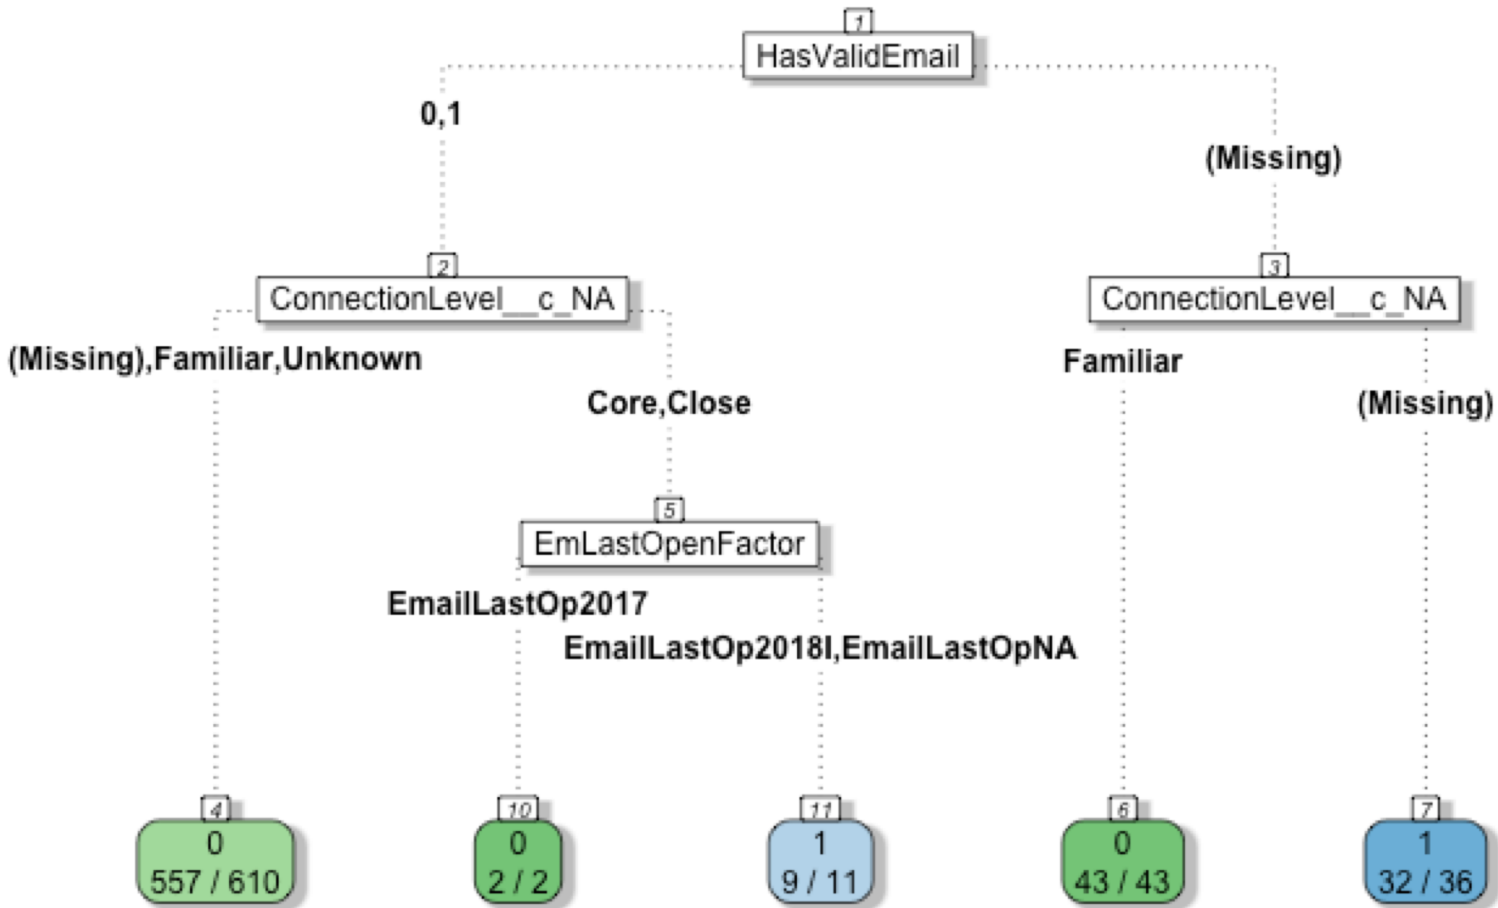 1
HasValidEmail
0,1
(Missing)
2
ConnectionLevel__c_NA
3
ConnectionLevel__c_NA
(Missing),Familiar,Unknown
Familiar
Core,Close
(Missing)
5
EmLastOpenFactor
EmailLastOp2017
EmailLastOp2018I,EmailLastOpNA
4
0
557 / 610
10
0
2 / 2
11
1
9 / 11
6
0
43 / 43
7
1
32 / 36